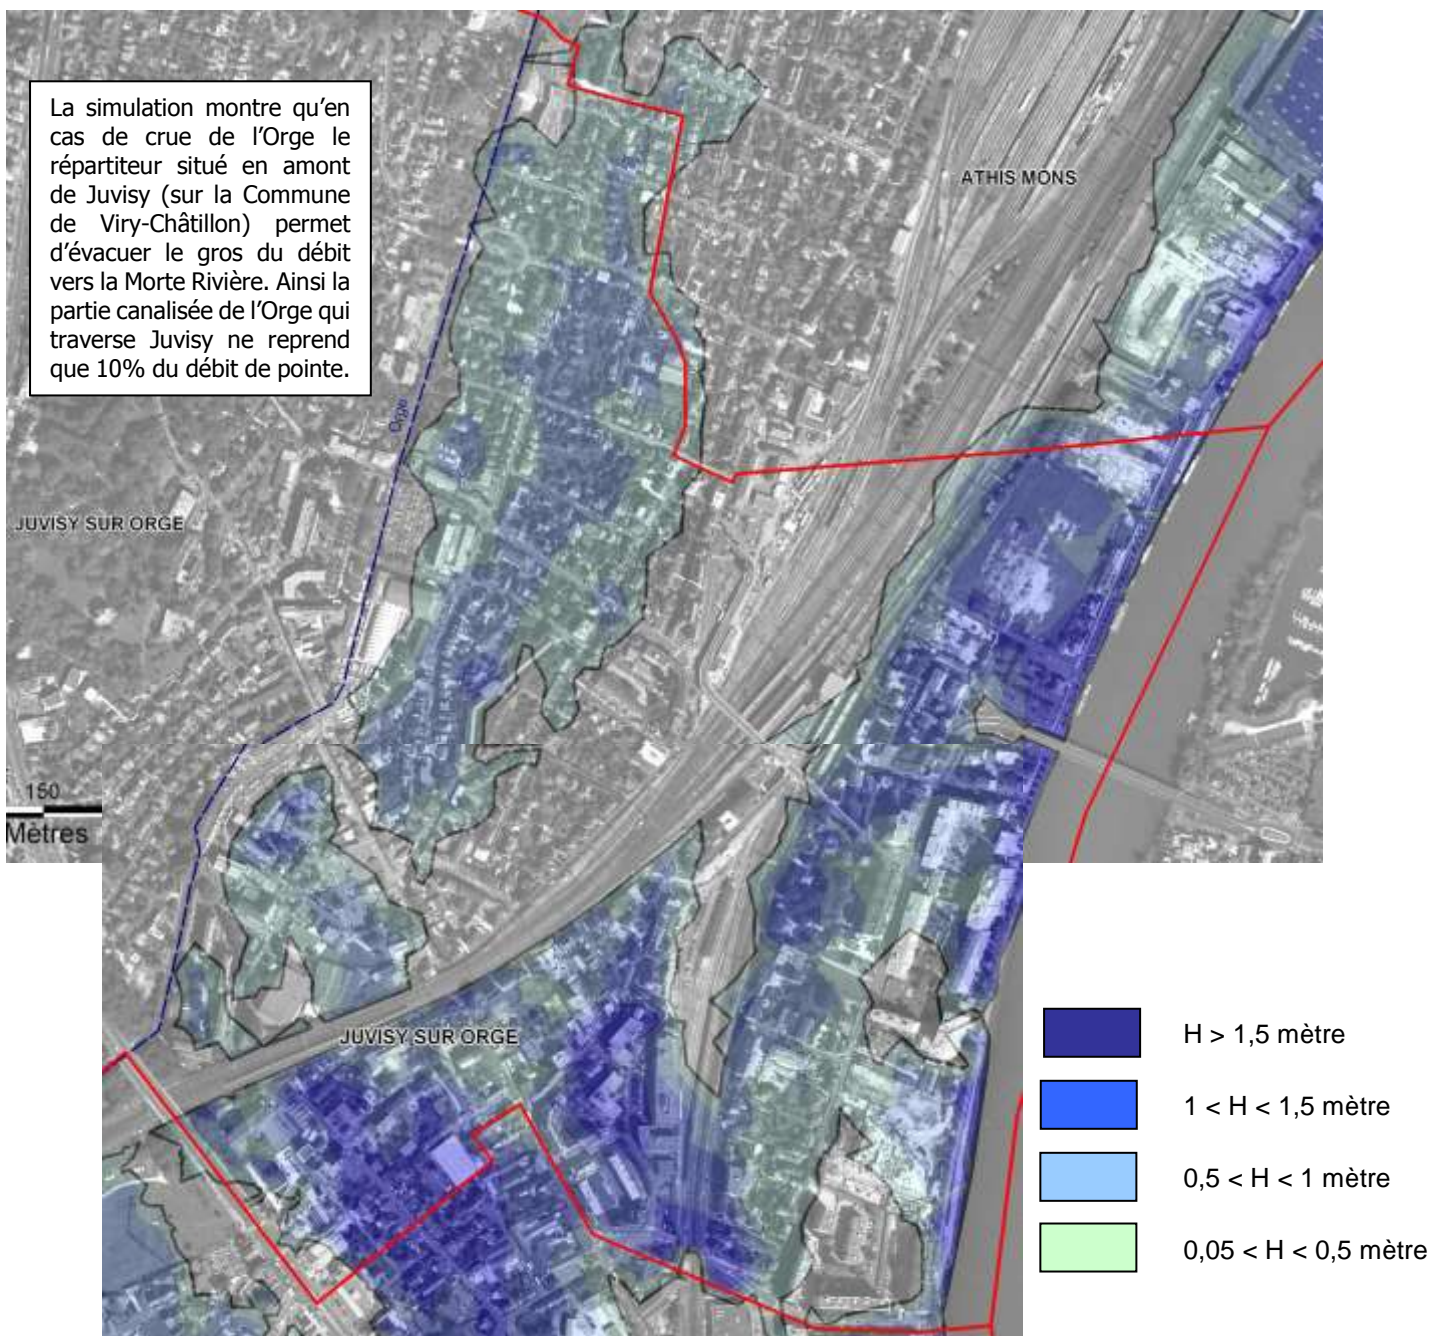 La simulation montre qu’en
cas de crue de l’Orge le
répartiteur situé en amont
de Juvisy (sur la Commune
de Viry-Châtillon) permet
d’évacuer le gros du débit
vers la Morte Rivière. Ainsi la
partie canalisée de l’Orge qui
traverse Juvisy ne reprend
que 10% du débit de pointe.
ATHIS MONS
Orge
JUVISY SUR ORGE
150
Mètres
JUVISY SUR ORGE
H > 1,5 mètre
1 < H < 1,5 mètre
0,5 < H < 1 mètre
0,05 < H < 0,5 mètre